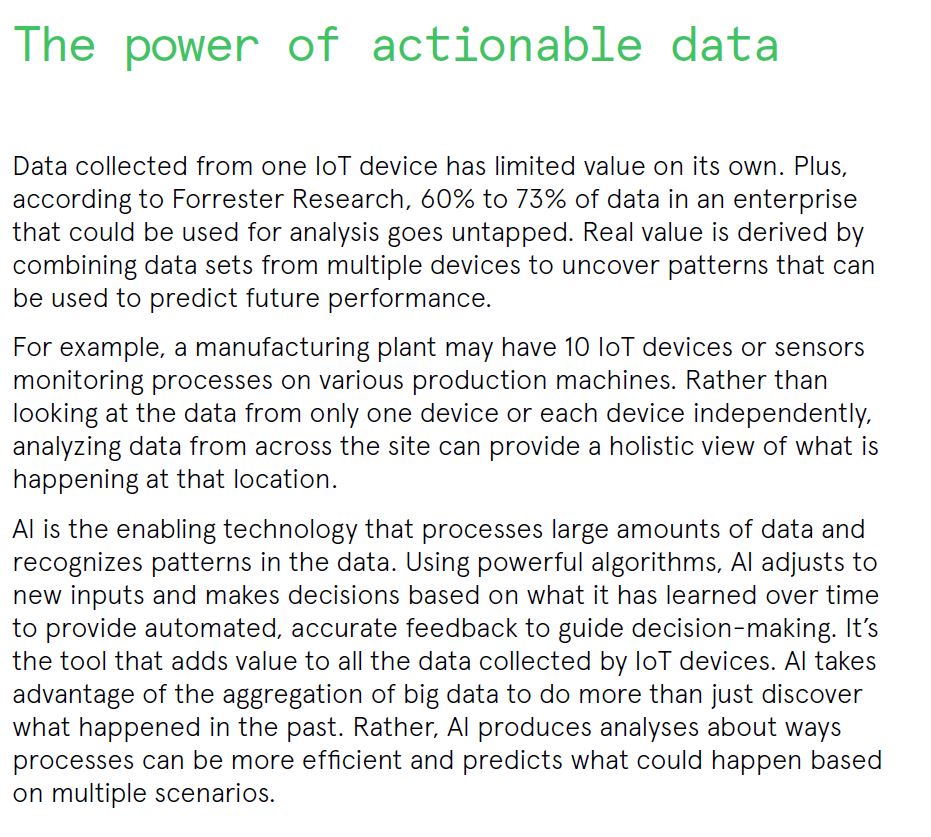 The power of actionable data
Data collected from one IoT device has limited value on its own. Plus,
according to Forrester Research, 60% to 73% of data in an enterprise
that could be used for analysis goes untapped. Real value is derived by
combining data sets from multiple devices to uncover patterns that can
be used to predict future performance.
For example, a manufacturing plant may have 10 IoT devices or sensors
monitoring processes on various production machines. Rather than
looking at the data from only one device or each device independently,
analyzing data from across the site can provide a holistic view of what is
happening at that location.
AI is the enabling technology that processes large amounts of data and
recognizes patterns in the data. Using powerful algorithms, AI adjusts to
new inputs and makes decisions based on what it has learned over time
to provide automated, accurate feedback to guide decision-making. It’s
the tool that adds value to all the data collected by IoT devices. AI takes
advantage of the aggregation of big data to do more than just discover
what happened in the past. Rather, AI produces analyses about ways
processes can be more efficient and predicts what could happen based
on multiple scenarios.